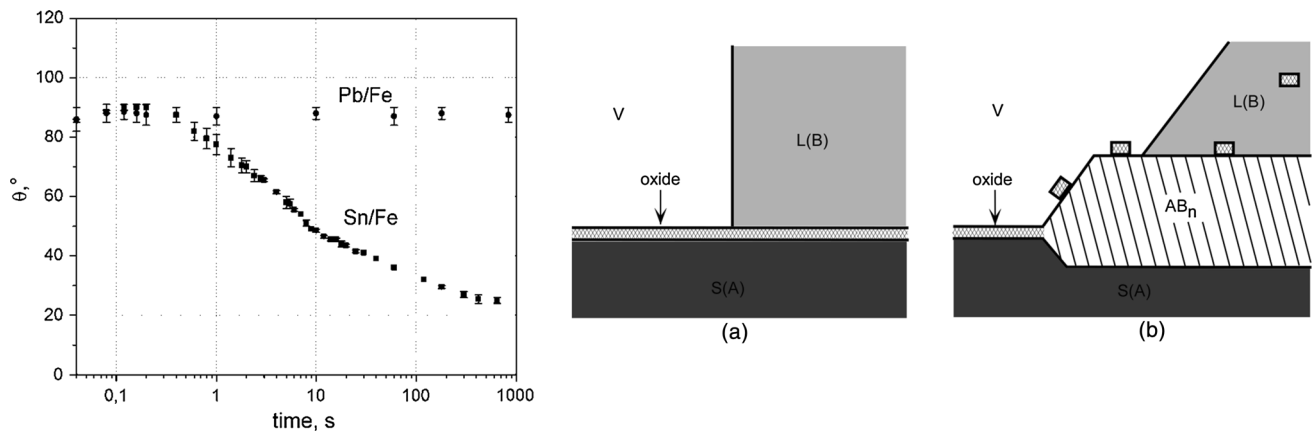 120
100
80
60
40
20
0
θ,°
Pb/Fe
Sn/Fe
0,1
1
10
100
1000
time, s
V
L(B)
oxide
S(A)
(a)
V
L(B)
oxide
ABn
S(A)
(b)